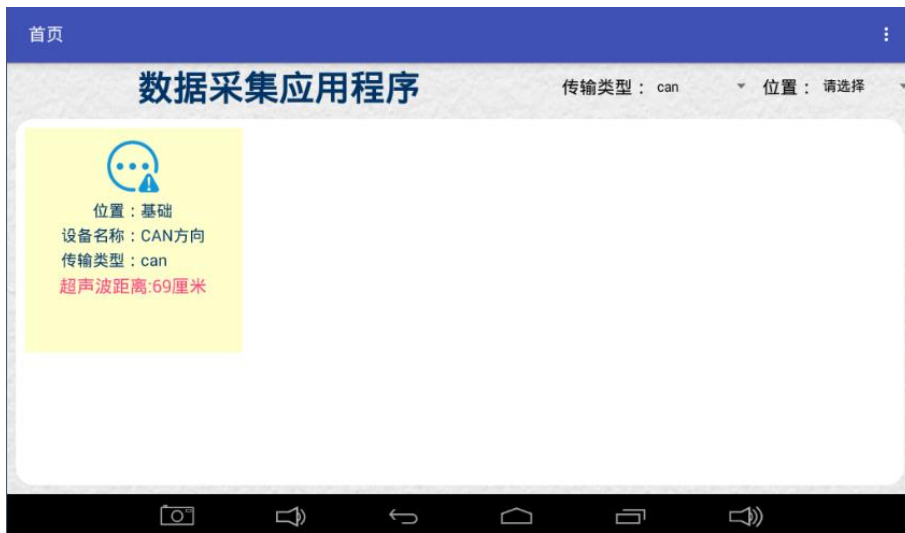 首页
数据采集应用程序
传输类型： can
位置： 请选择
位置：基础
设备名称：CAN方向
传输类型：can
超声波距离:69厘米